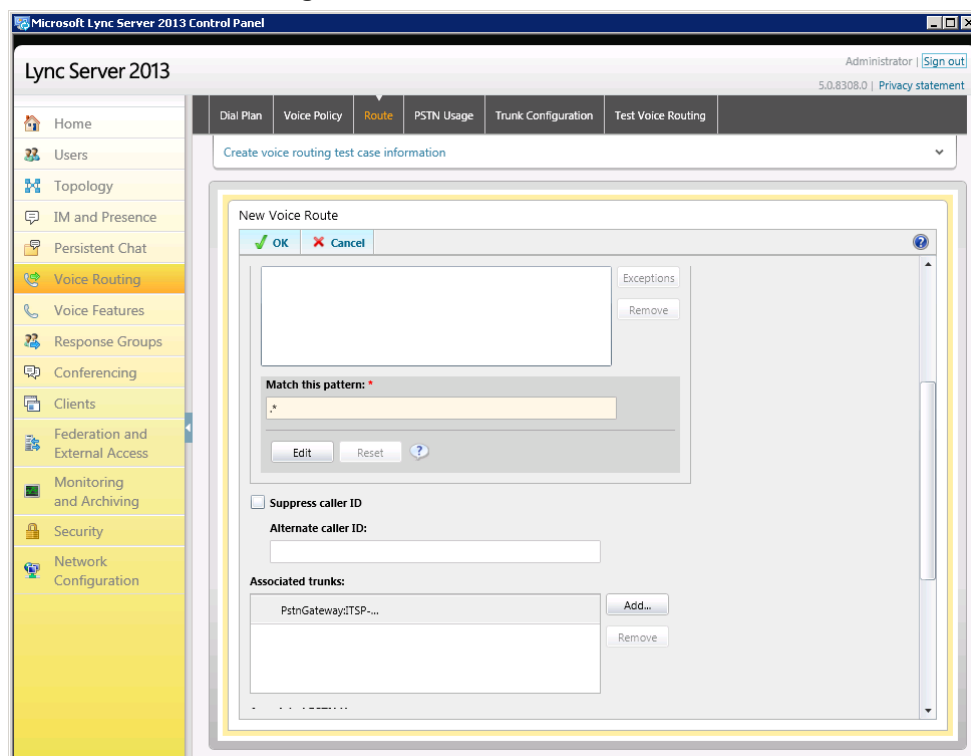 Microsoft Lync Server 2013 Control Panel
Lync Server 2013
Administrator | Sign out
5.0.8308.0 | Privacy statement
Home
Users
Topology
IM and Presence
Persistent Chat
Voice Routing
Voice Features
Response Groups
Conferencing
Clients
Federation and
External Access
Monitoring
and Archiving
Security
Network
Configuration
Dial Plan Voice Policy Route PSTN Usage Trunk Configuration Test Voice Routing
Create voice routing test case information
New Voice Route
OK Cancel
Exceptions
Remove
Match this pattern: *
.*
Edit Reset
Suppress caller ID
Alternate caller ID:
Associated trunks:
PstnGateway:ITSP-...
Add...
Remove